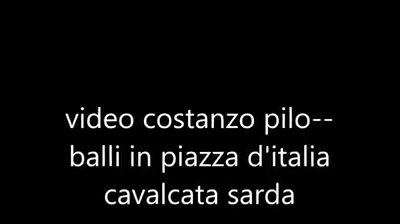 video costanzo pilo--
balli in piazza d'italia
cavalcata sarda